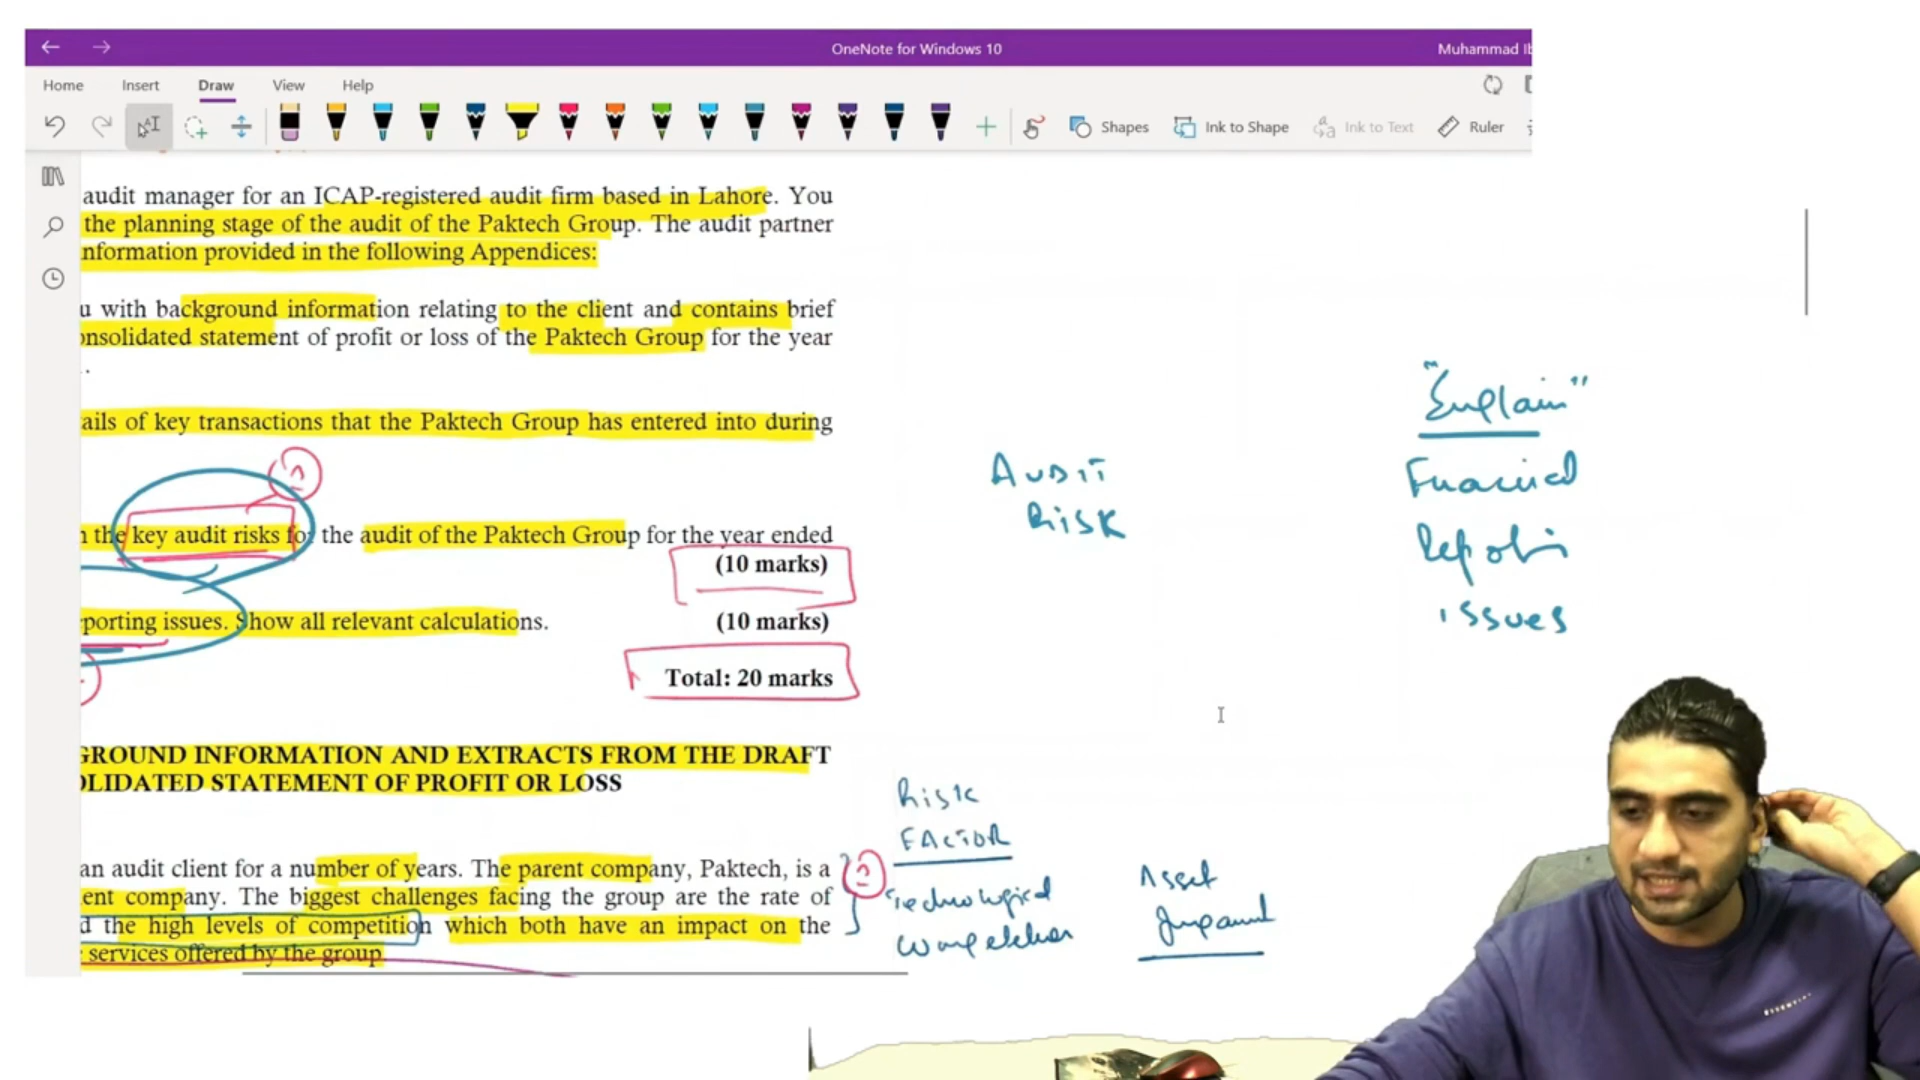 OneNote for Windows 10
Muhammad Ib
Home Insert Draw View Help
Shapes Ink to Shape Ink to Text Ruler
audit manager for an ICAP-registered audit firm based in Lahore. You
the planning stage of the audit of the Paktech Group. The audit partner
nformation provided in the following Appendices:
u with background information relating to the client and contains brief
onsolidated statement of profit or loss of the Paktech Group for the year
.
ails of key transactions that the Paktech Group has entered into during
n the key audit risks for the audit of the Paktech Group for the year ended
(10 marks)
porting issues. Show all relevant calculations. (10 marks)
Total: 20 marks
"Explain"
Financial
Reporting
issues
AUDIT
RISK
GROUND INFORMATION AND EXTRACTS FROM THE DRAFT
OLIDATED STATEMENT OF PROFIT OR LOSS
RISK
FACTOR
an audit client for a number of years. The parent company, Paktech, is a
ent company. The biggest challenges facing the group are the rate of
d the high levels of competition which both have an impact on the
services offered by the group.
Technological
Competition
Asset
Impairment